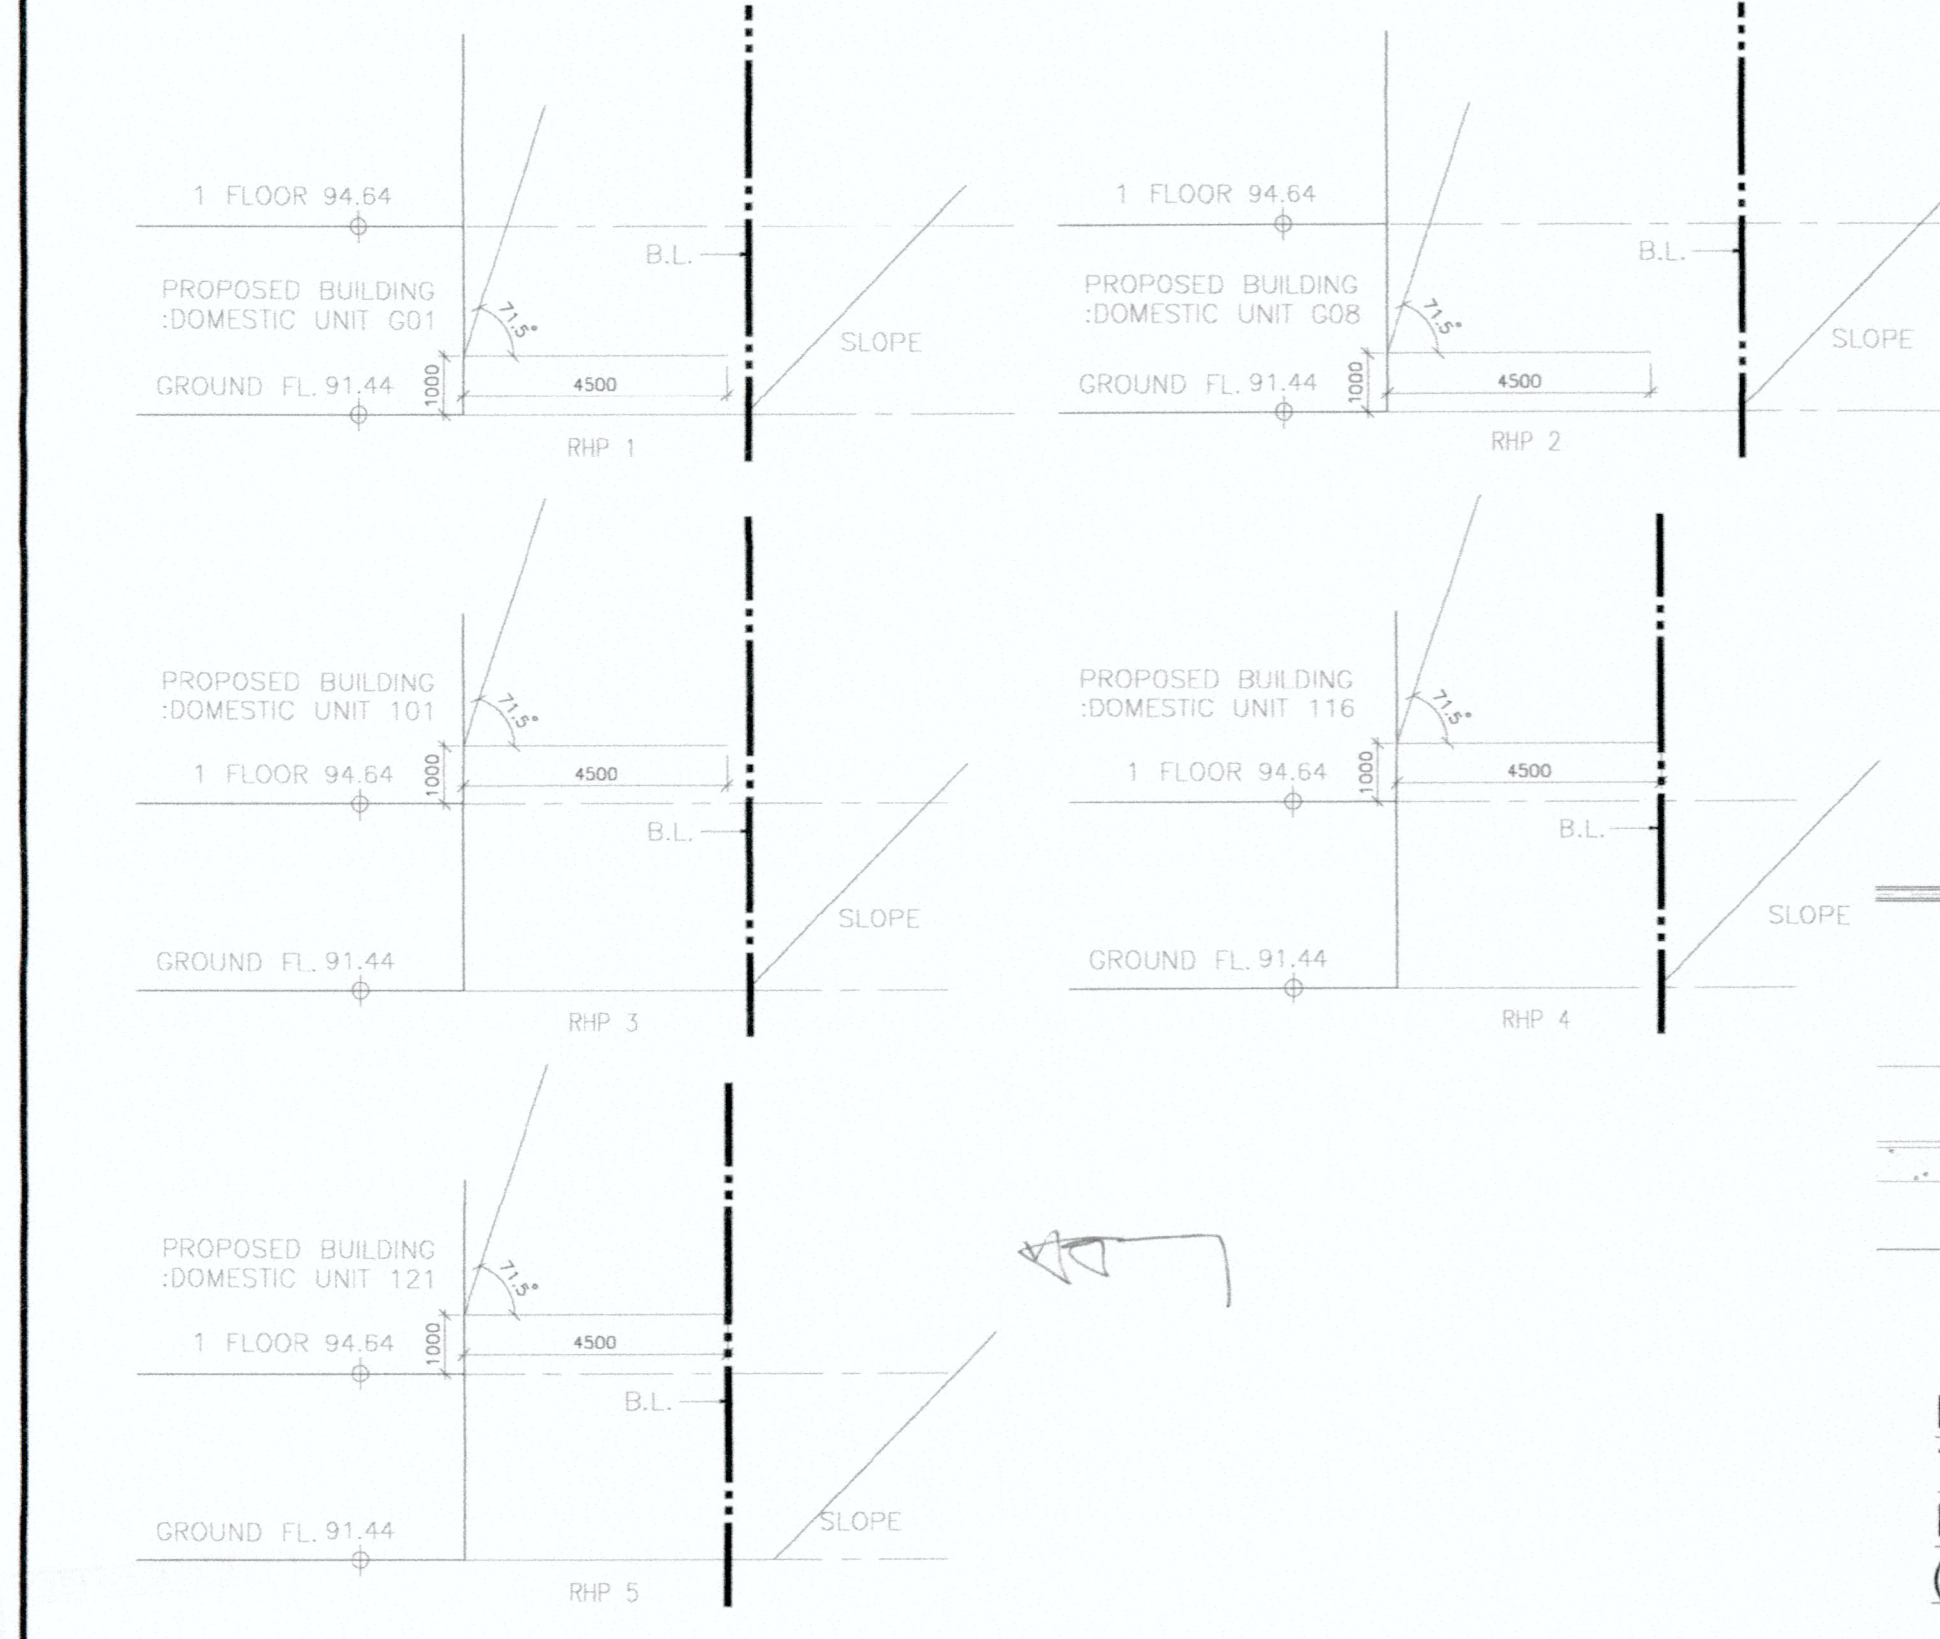 1 FLOOR 94.64
B.L.
PROPOSED BUILDING
:DOMESTIC UNIT G01
71.5°
SLOPE
GROUND FL. 91.44
1000
4500
RHP 1
1 FLOOR 94.64
B.L.
PROPOSED BUILDING
:DOMESTIC UNIT G08
71.5°
SLOPE
GROUND FL. 91.44
1000
4500
RHP 2
PROPOSED BUILDING
:DOMESTIC UNIT 101
71.5°
1 FLOOR 94.64
1000
4500
B.L.
SLOPE
GROUND FL. 91.44
RHP 3
PROPOSED BUILDING
:DOMESTIC UNIT 116
71.5°
1 FLOOR 94.64
1000
4500
B.L.
SLOPE
GROUND FL. 91.44
RHP 4
PROPOSED BUILDING
:DOMESTIC UNIT 121
71.5°
1 FLOOR 94.64
1000
4500
B.L.
SLOPE
GROUND FL. 91.44
RHP 5